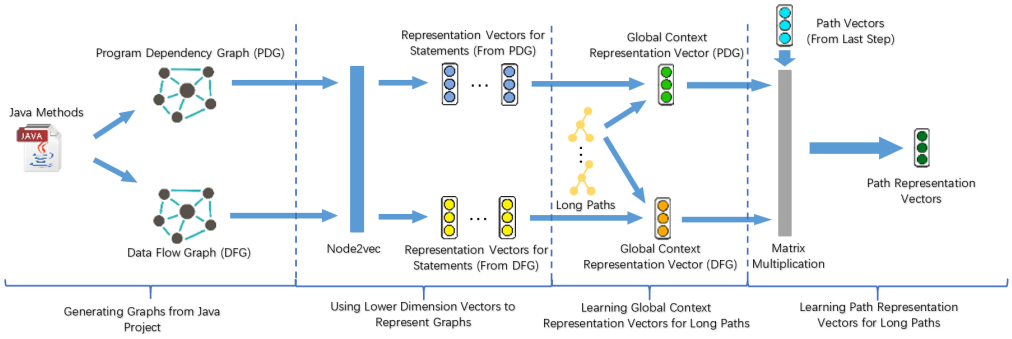 Path Vectors
(From Last Step)
Representation Vectors for
Statements (From PDG)
Global Context
Representation Vector (PDG)
Program Dependency Graph (PDG)
Java Methods
JAVA
Path Representation
Vectors
Long Paths
Node2vec
Data Flow Graph (DFG)
Representation Vectors for
Statements (From DFG)
Global Context
Representation Vector (DFG)
Matrix
Multiplication
Generating Graphs from Java
Project
Using Lower Dimension Vectors to
Represent Graphs
Learning Global Context
Representation Vectors for Long Paths
Learning Path Representation
Vectors for Long Paths